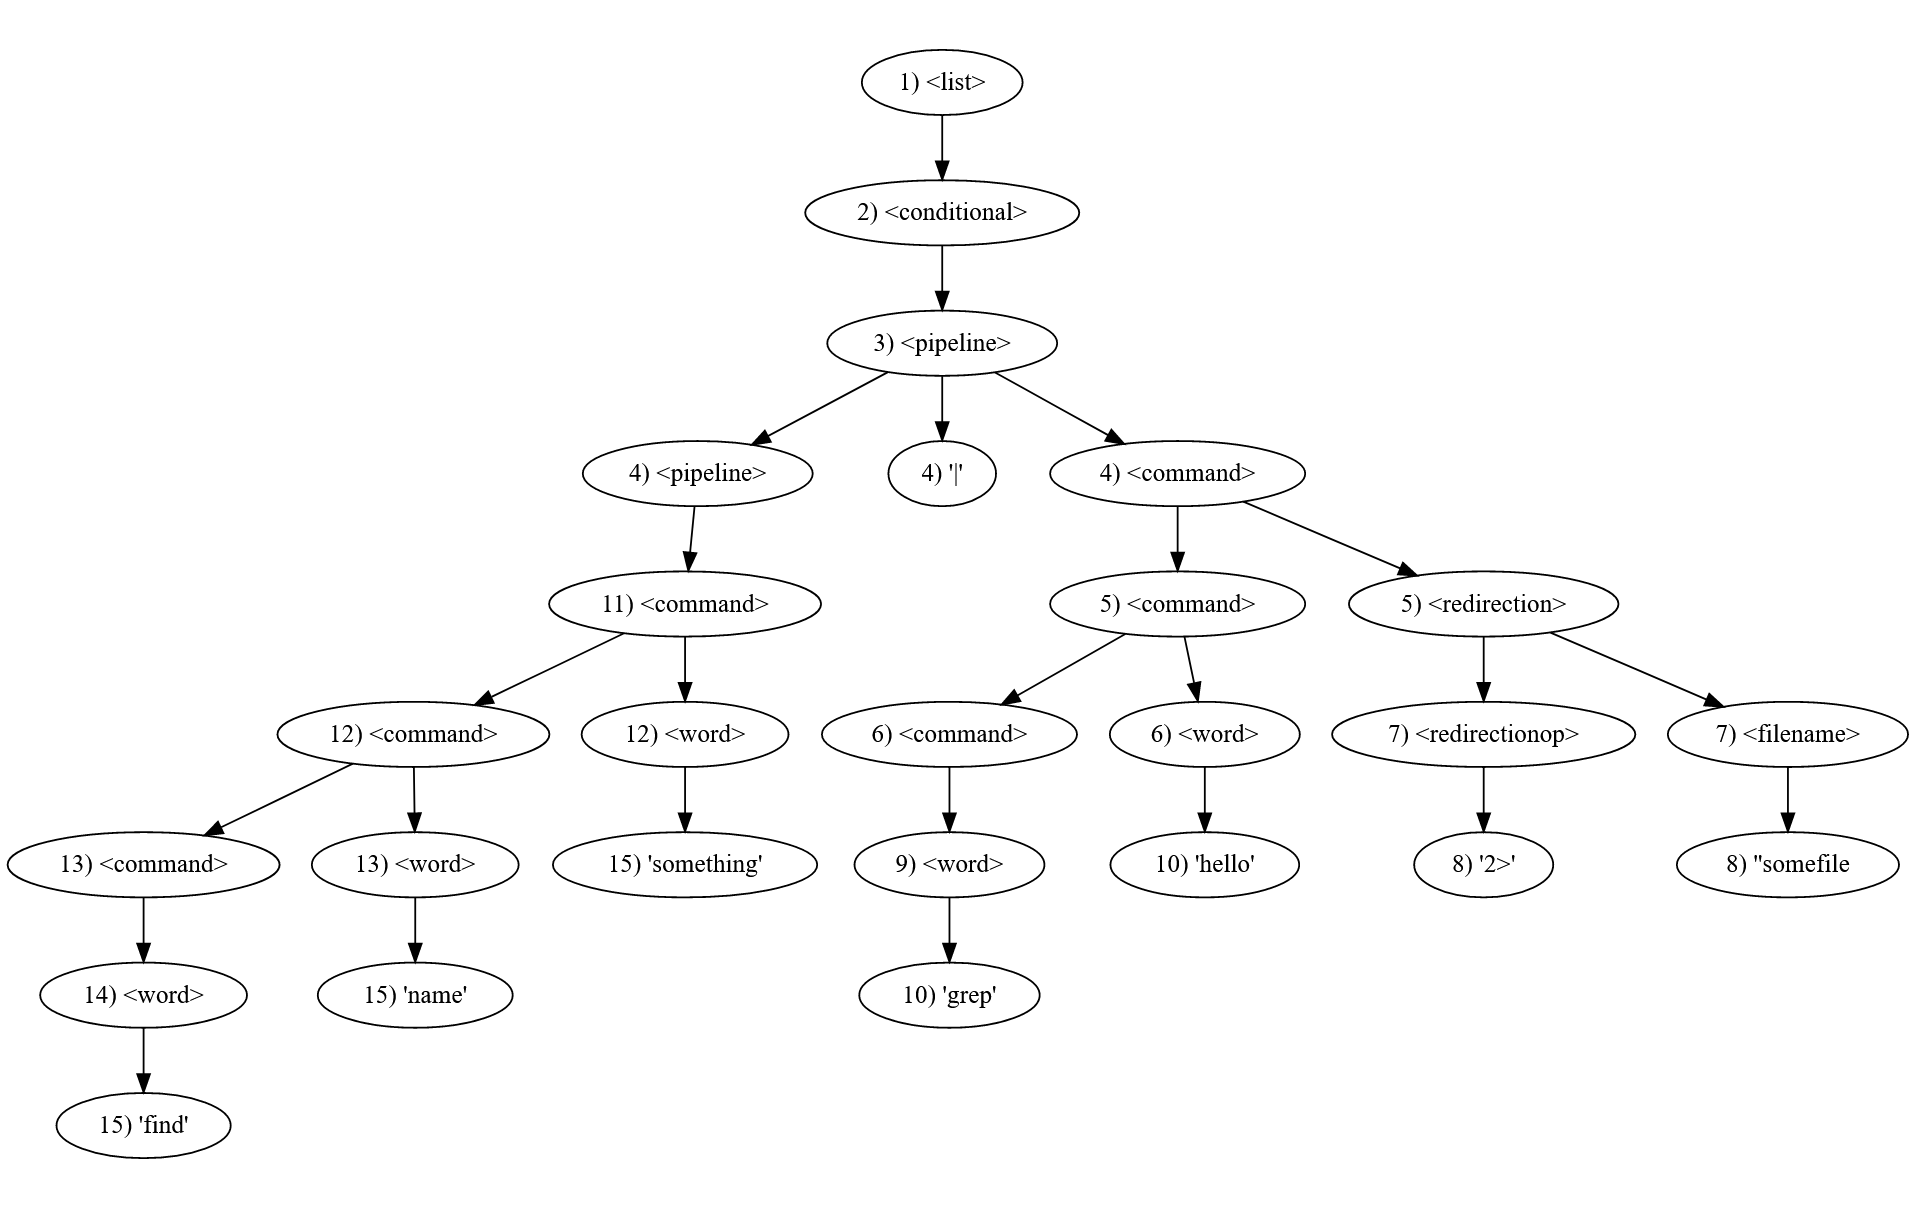 1) <list>
2) <conditional>
3) <pipeline>
4) <pipeline>
4) '|'
4) <command>
11) <command>
5) <command>
5) <redirection>
12) <command>
12) <word>
6) <command>
6) <word>
7) <redirectionop>
7) <filename>
13) <command>
13) <word>
15) 'something'
9) <word>
10) 'hello'
8) '2>'
8) ''somefile
14) <word>
15) 'name'
10) 'grep'
15) 'find'